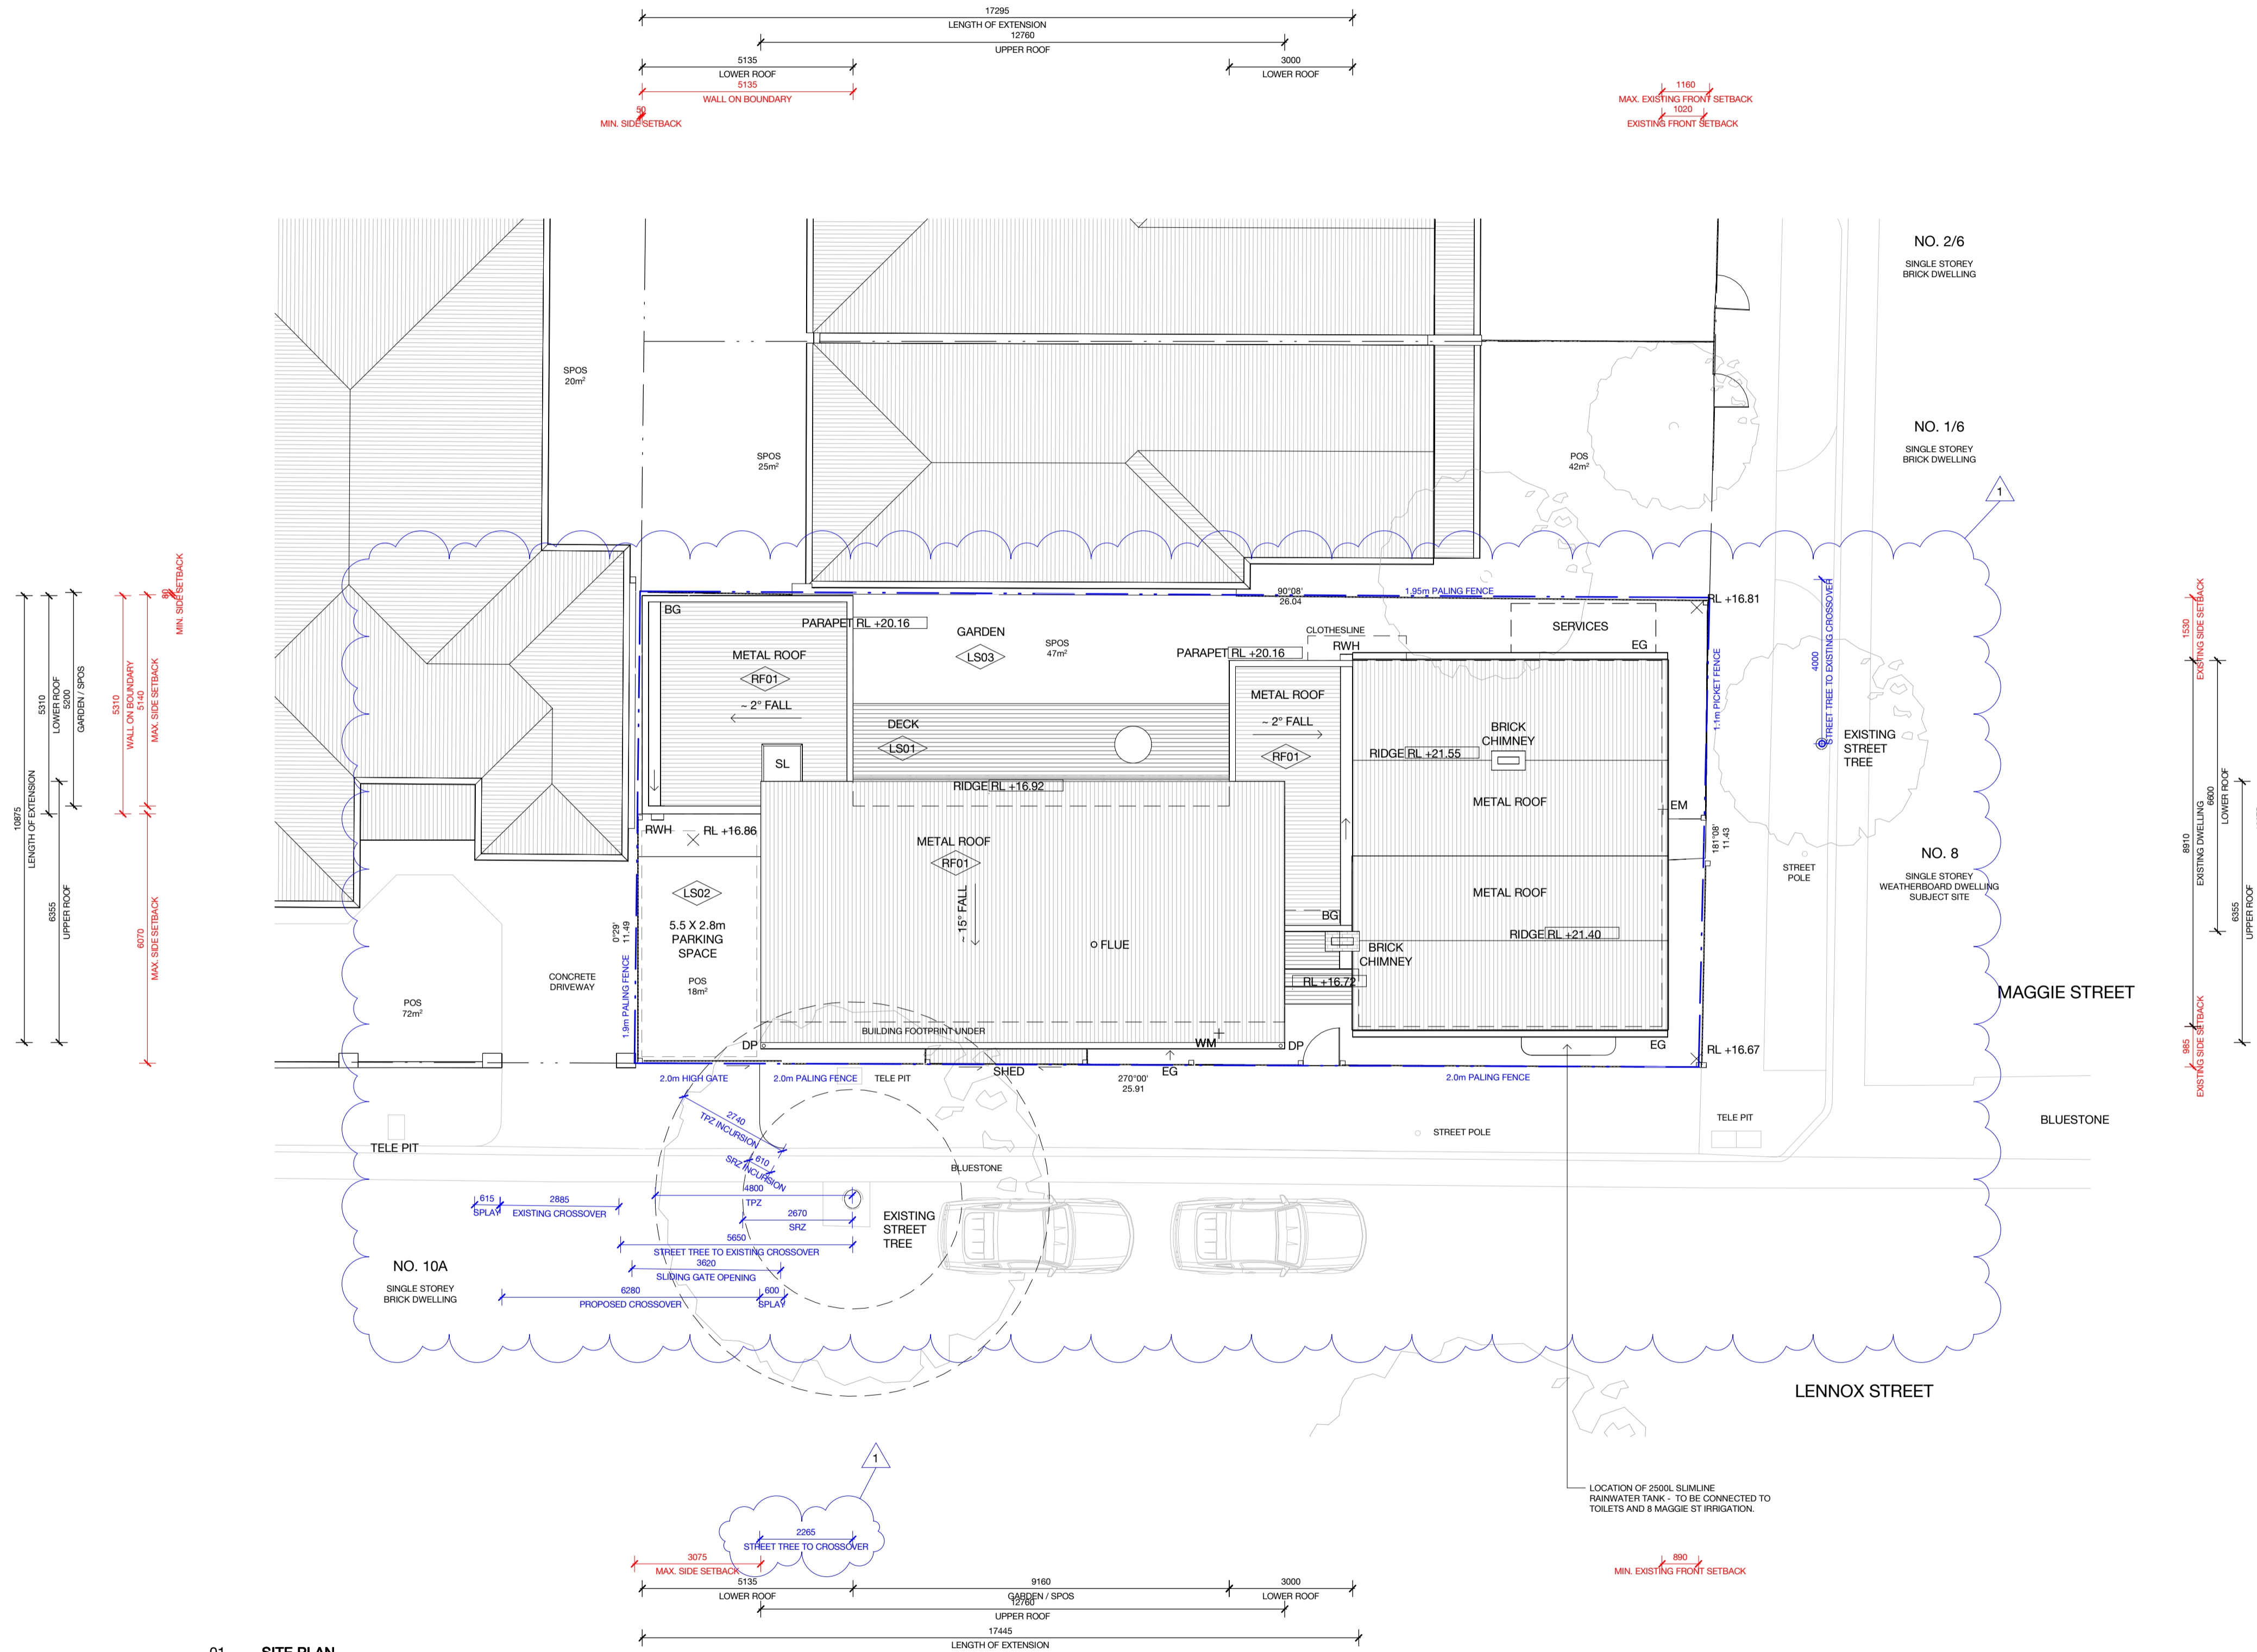 17295
LENGTH OF EXTENSION
12760
UPPER ROOF
5135
LOWER ROOF
3000
LOWER ROOF
5135
WALL ON BOUNDARY
1160
MAX. EXISTING FRONT SETBACK
50
MIN. SIDE SETBACK
1020
EXISTING FRONT SETBACK
NO. 2/6
SINGLE STOREY
BRICK DWELLING
SPOS
20m²
NO. 1/6
SINGLE STOREY
BRICK DWELLING
SPOS
25m²
POS
42m²
1
80
MIN. SIDE SETBACK
10875
LENGTH OF EXTENSION
5310
LOWER ROOF
5200
GARDEN / SPOS
5310
WALL ON BOUNDARY
5140
MAX. SIDE SETBACK
6355
UPPER ROOF
6070
MAX. SIDE SETBACK
90°08'
26.04
1.95m PALING FENCE
RL +16.81
BG
PARAPET RL +20.16
GARDEN
LS03
SPOS
47m²
CLOTHESLINE
RWH
SERVICES
EG
PARAPET RL +20.16
METAL ROOF
RF01
~ 2° FALL
METAL ROOF
~ 2° FALL
RF01
DECK
LS01
SL
RIDGE RL +16.92
BRICK
CHIMNEY
RIDGE RL +21.55
METAL ROOF
EM
1.1m PICKET FENCE
181°08'
11.43
4000
STREET TREE TO EXISTING CROSSOVER
EXISTING
STREET
TREE
1530
EXISTING SIDE SETBACK
8910
EXISTING DWELLING
6600
LOWER ROOF
6355
UPPER ROOF
985
EXISTING SIDE SETBACK
RWH
RL +16.86
METAL ROOF
RF01
~ 15° FALL
LS02
5.5 X 2.8m
PARKING
SPACE
POS
18m²
0°29'
11.49
1.9m PALING FENCE
FLUE
METAL ROOF
BG
RIDGE RL +21.40
BRICK
CHIMNEY
RL +16.72
STREET
POLE
NO. 8
SINGLE STOREY
WEATHERBOARD DWELLING
SUBJECT SITE
MAGGIE STREET
CONCRETE
DRIVEWAY
POS
72m²
BUILDING FOOTPRINT UNDER
DP
WM
DP
EG
RL +16.67
2.0m HIGH GATE
2.0m PALING FENCE
TELE PIT
SHED
EG
270°00'
25.91
2.0m PALING FENCE
2740
TPZ INCURSION
TELE PIT
STREET POLE
TELE PIT
BLUESTONE
610
SRZ INCURSION
BLUESTONE
4800
TPZ
615
SPLAY
2885
EXISTING CROSSOVER
2670
SRZ
EXISTING
STREET
TREE
5650
STREET TREE TO EXISTING CROSSOVER
3620
SLIDING GATE OPENING
NO. 10A
SINGLE STOREY
BRICK DWELLING
6280
PROPOSED CROSSOVER
600
SPLAY
LENNOX STREET
1
LOCATION OF 2500L SLIMLINE
RAINWATER TANK - TO BE CONNECTED TO
TOILETS AND 8 MAGGIE ST IRRIGATION.
2265
STREET TREE TO CROSSOVER
3075
MAX. SIDE SETBACK
890
MIN. EXISTING FRONT SETBACK
5135
LOWER ROOF
9160
GARDEN / SPOS
3000
LOWER ROOF
12760
UPPER ROOF
17445
LENGTH OF EXTENSION
01 SITE PLAN